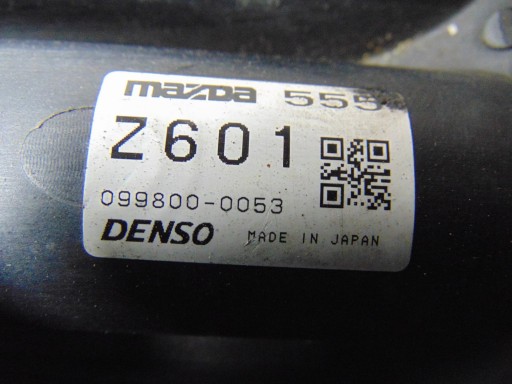 mazda 555
Z601
099800-0053
DENSO MADE IN JAPAN